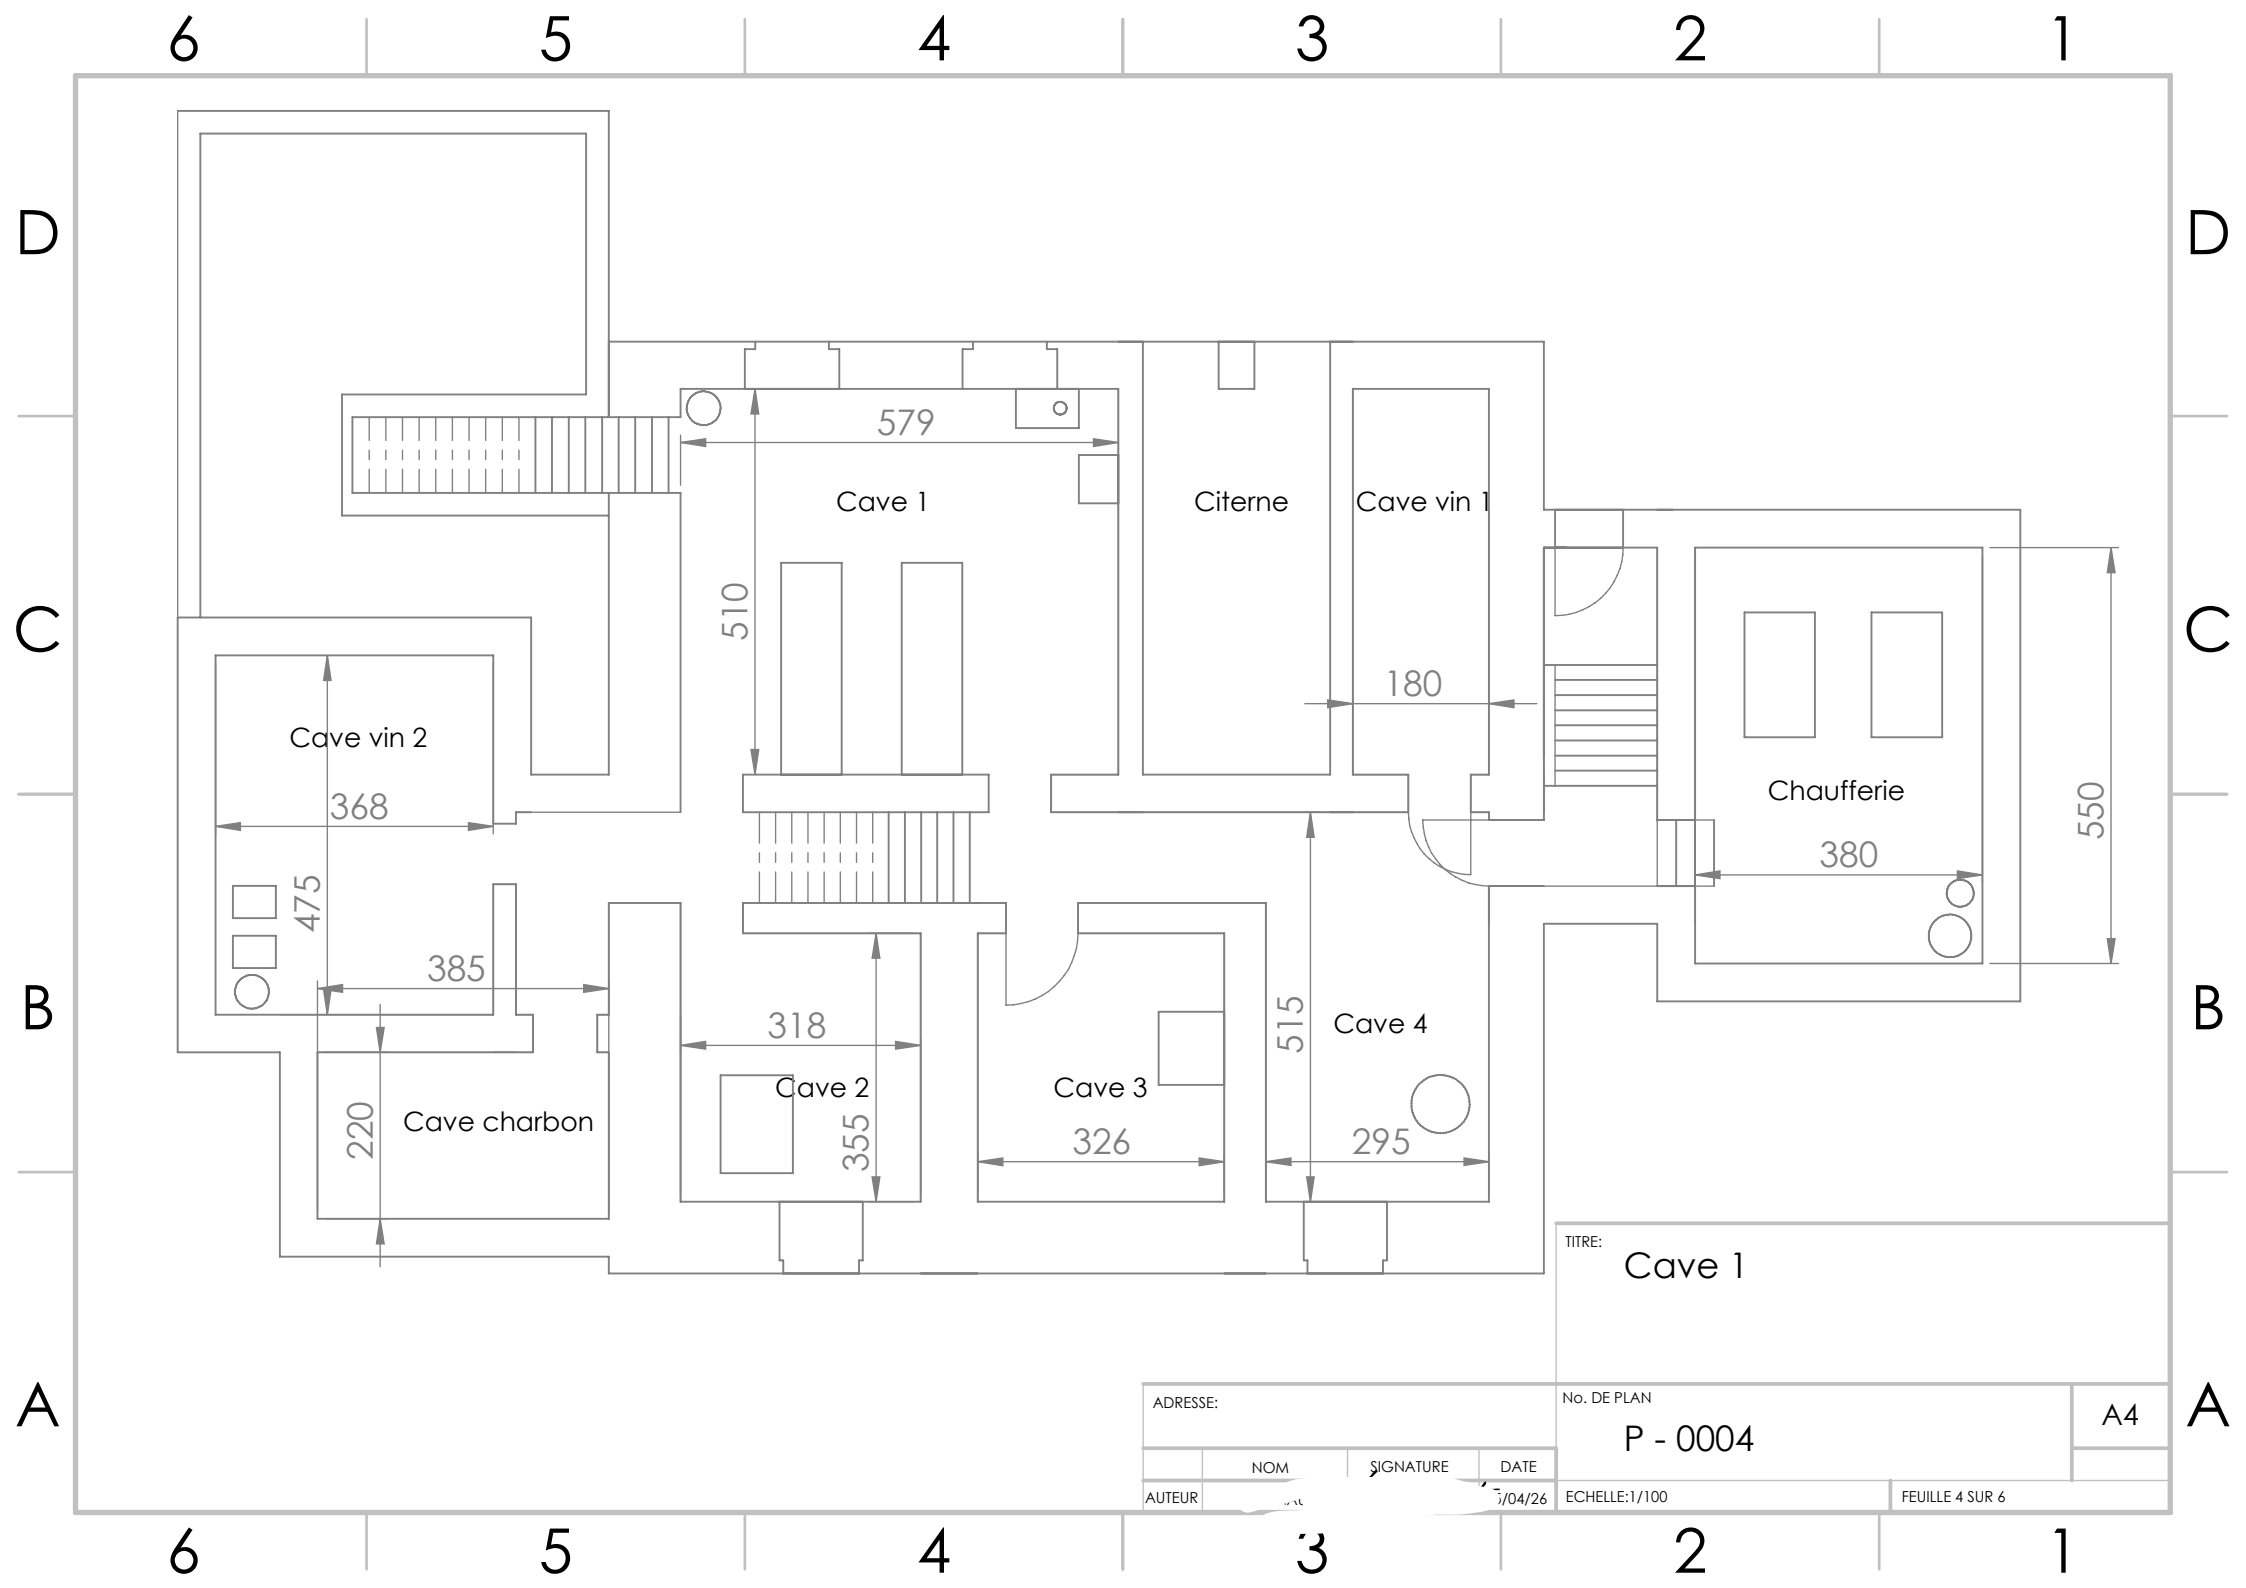 6 5 4 3 2 1
D D
579
Cave 1 Citerne Cave vin 1
510
C C
180
Cave vin 2
Chaufferie
368
550
380
475
385
B B
318
515
Cave 4
Cave 2 Cave 3
220
Cave charbon
355
326
295
TITRE:
Cave 1
A A
ADRESSE:
No. DE PLAN
A4
P - 0004
NOM SIGNATURE DATE
AUTEUR /04/26 ECHELLE:1/100 FEUILLE 4 SUR 6
6 5 4 3 2 1